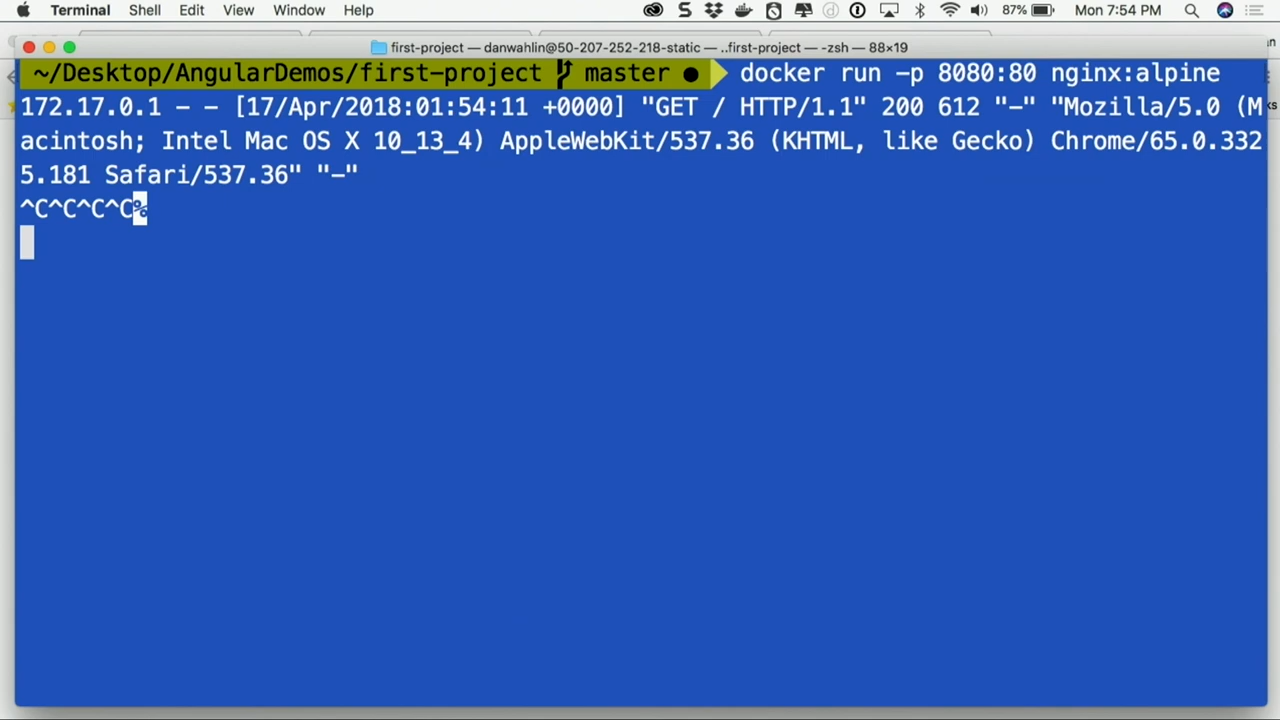 Terminal Shell Edit View Window Help 87% Mon 7:54 PM
first-project — danwahlin@50-207-252-218-static — ..first-project — -zsh — 88×19
~/Desktop/AngularDemos/first-project master ● docker run -p 8080:80 nginx:alpine
172.17.0.1 - - [17/Apr/2018:01:54:11 +0000] "GET / HTTP/1.1" 200 612 "-" "Mozilla/5.0 (M
acintosh; Intel Mac OS X 10_13_4) AppleWebKit/537.36 (KHTML, like Gecko) Chrome/65.0.332
5.181 Safari/537.36" "-"
^C^C^C^C%